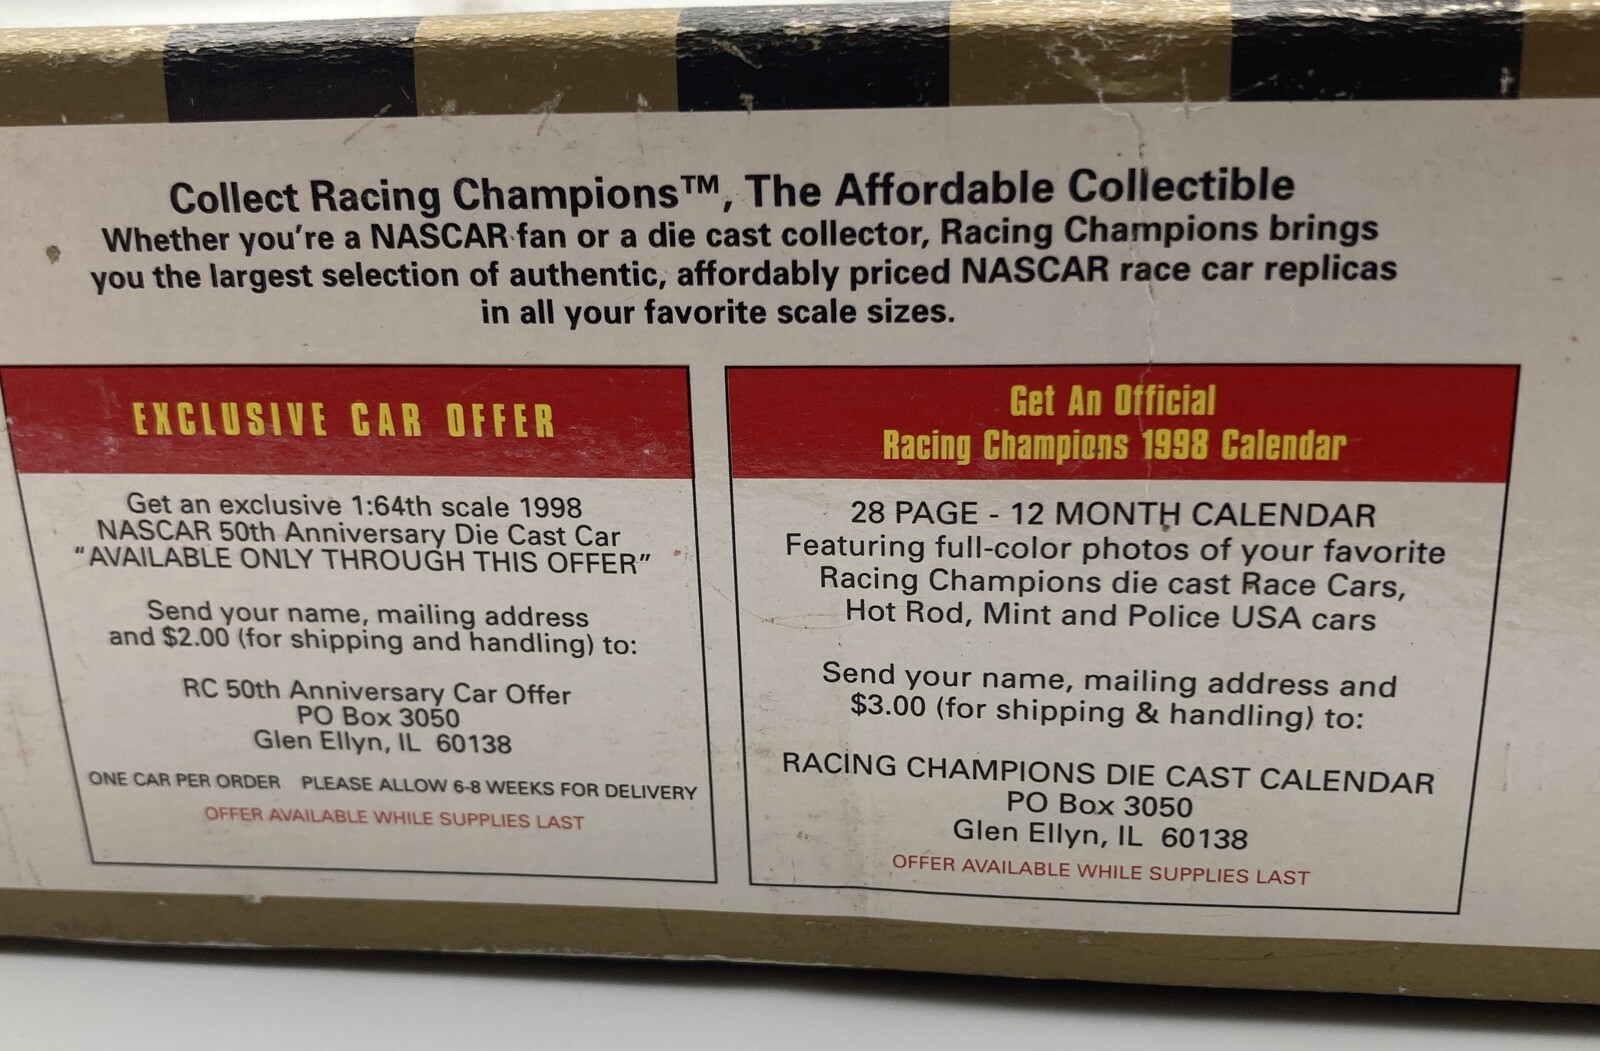 Collect Racing Champions™, The Affordable Collectible
Whether you're a NASCAR fan or a die cast collector, Racing Champions brings
you the largest selection of authentic, affordably priced NASCAR race car replicas
in all your favorite scale sizes.
EXCLUSIVE CAR OFFER
Get an exclusive 1:64th scale 1998
NASCAR 50th Anniversary Die Cast Car
"AVAILABLE ONLY THROUGH THIS OFFER"
Send your name, mailing address
and $2.00 (for shipping and handling) to:
RC 50th Anniversary Car Offer
PO Box 3050
Glen Ellyn, IL 60138
ONE CAR PER ORDER PLEASE ALLOW 6-8 WEEKS FOR DELIVERY
OFFER AVAILABLE WHILE SUPPLIES LAST
Get An Official
Racing Champions 1998 Calendar
28 PAGE - 12 MONTH CALENDAR
Featuring full-color photos of your favorite
Racing Champions die cast Race Cars,
Hot Rod, Mint and Police USA cars
Send your name, mailing address and
$3.00 (for shipping & handling) to:
RACING CHAMPIONS DIE CAST CALENDAR
PO Box 3050
Glen Ellyn, IL 60138
OFFER AVAILABLE WHILE SUPPLIES LAST